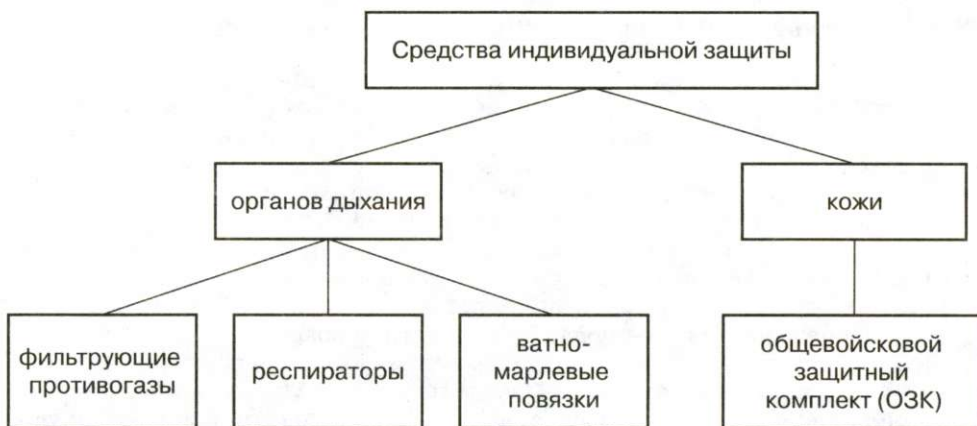 Средства индивидуальной защиты
органов дыхания
кожи
фильтрующие
противогазы
респираторы
ватно-
марлевые
повязки
общевойсковой
защитный
комплект (ОЗК)